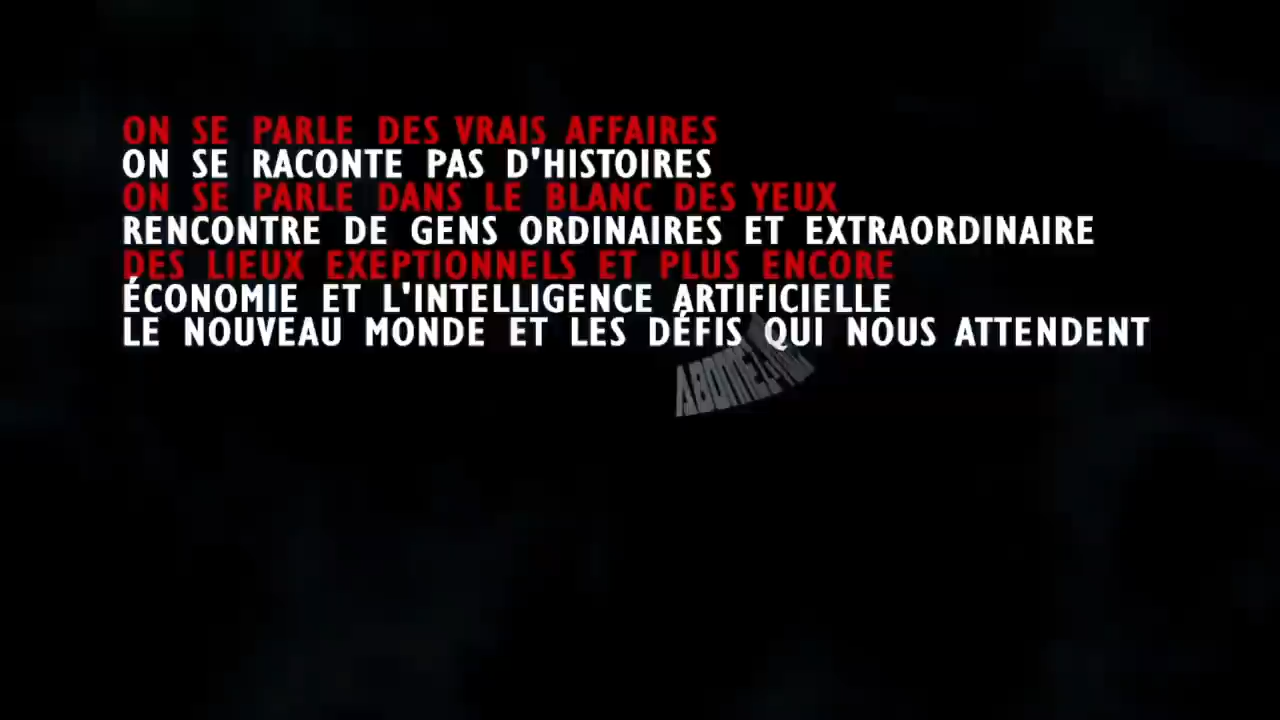 ON SE PARLE DES VRAIS AFFAIRES
ON SE RACONTE PAS D'HISTOIRES
ON SE PARLE DANS LE BLANC DES YEUX
RENCONTRE DE GENS ORDINAIRES ET EXTRAORDINAIRE
DES LIEUX EXEPTIONNELS ET PLUS ENCORE
ÉCONOMIE ET L'INTELLIGENCE ARTIFICIELLE
LE NOUVEAU MONDE ET LES DÉFIS QUI NOUS ATTENDENT